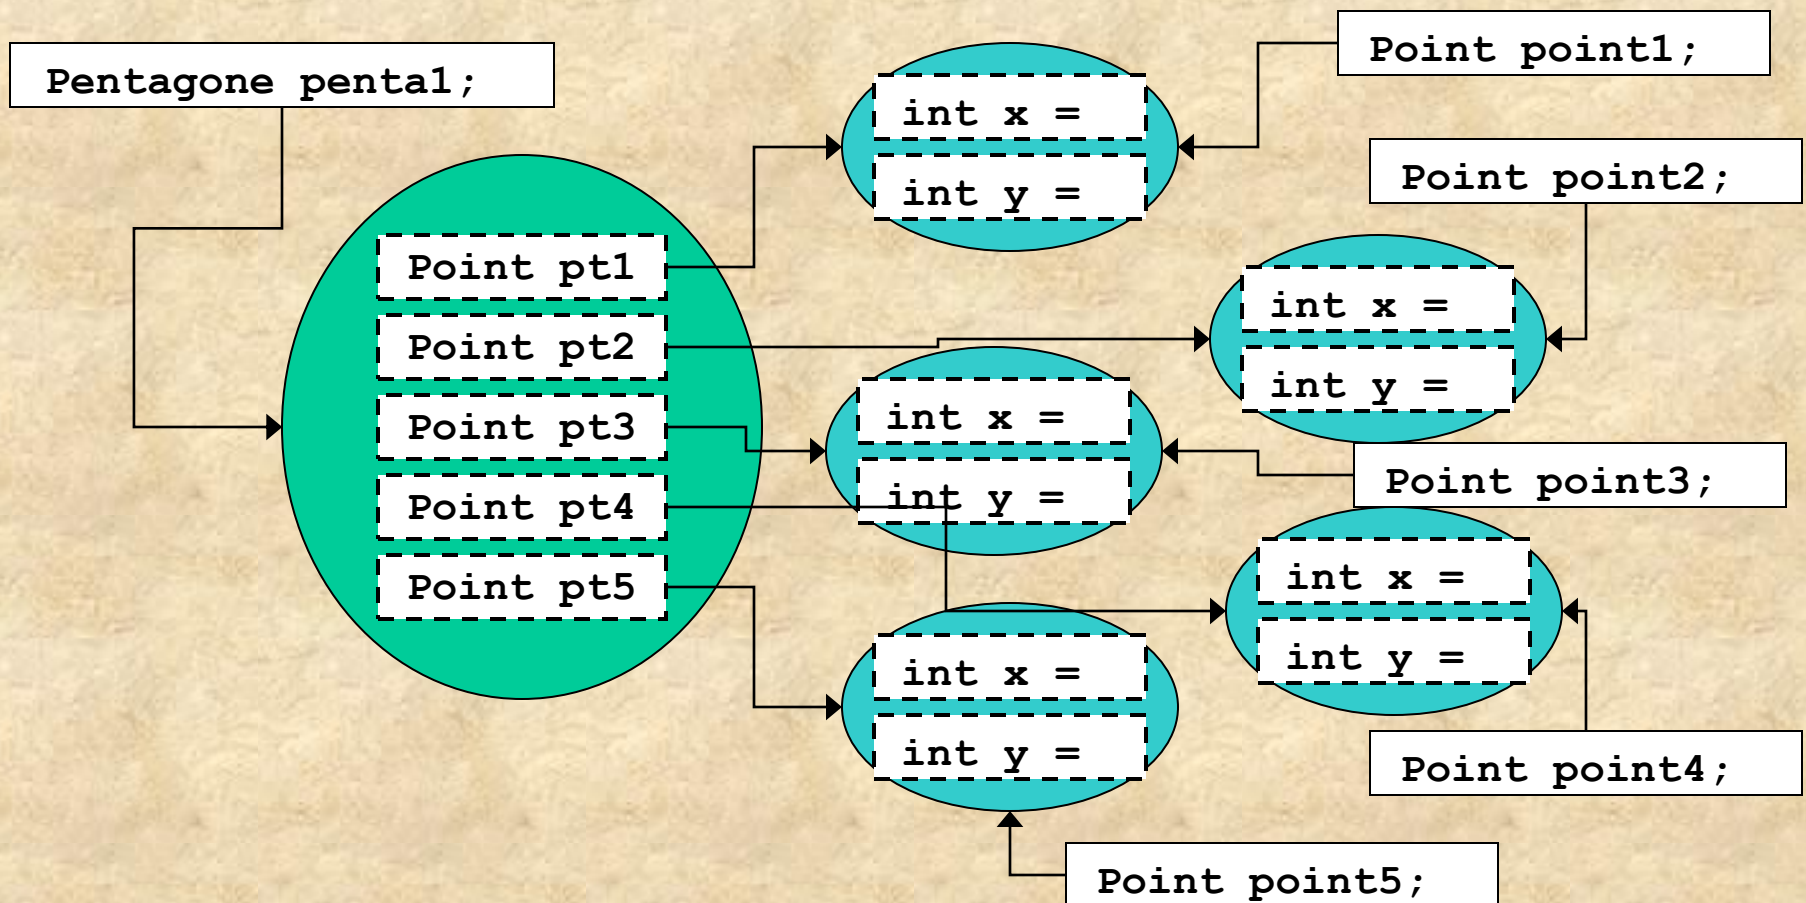 Pentagone penta1;
Point pt1
Point pt2
Point pt3
Point pt4
Point pt5
int x =
int y =
Point point1;
Point point2;
int x =
int y =
int x =
int y =
Point point3;
int x =
int y =
Point point4;
int x =
int y =
Point point5;